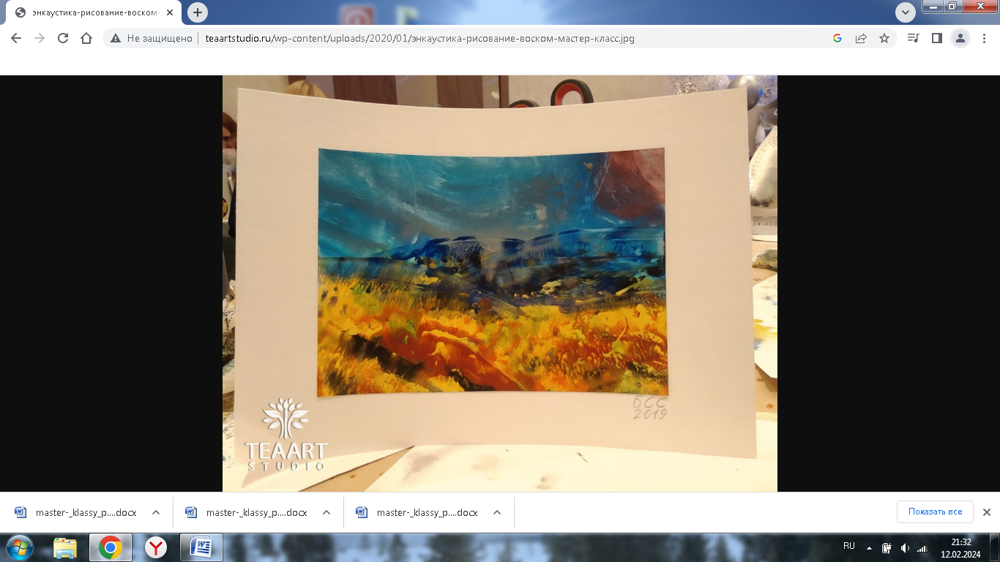 энкаустика-рисование-воском-
Не защищено
teaartstudio.ru/wp-content/uploads/2020/01/энкаустика-рисование-воском-мастер-класс.jpg
БСС
2019
TEAART
STUDIO
master-_klassy_p....docx
master-_klassy_p....docx
master-_klassy_p....docx
Показать все
RU
21:32
12.02.2024